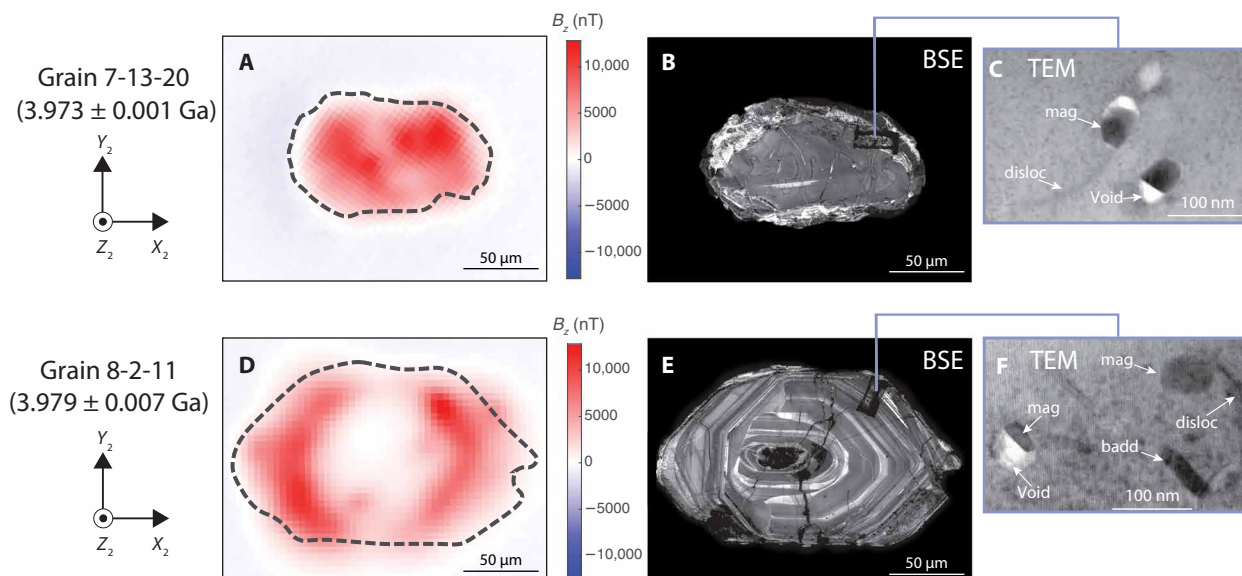 Grain 7-13-20
(3.973 ± 0.001 Ga)
Y2
Z2 X2
A
50 μm
Bz (nT)
10,000
5000
0
−5000
−10,000
B BSE
50 μm
C TEM
mag
disloc
Void
100 nm
Grain 8-2-11
(3.979 ± 0.007 Ga)
Y2
Z2 X2
D
50 μm
Bz (nT)
10,000
5000
0
−5000
−10,000
E BSE
50 μm
F TEM
mag
mag
disloc
badd
Void
100 nm